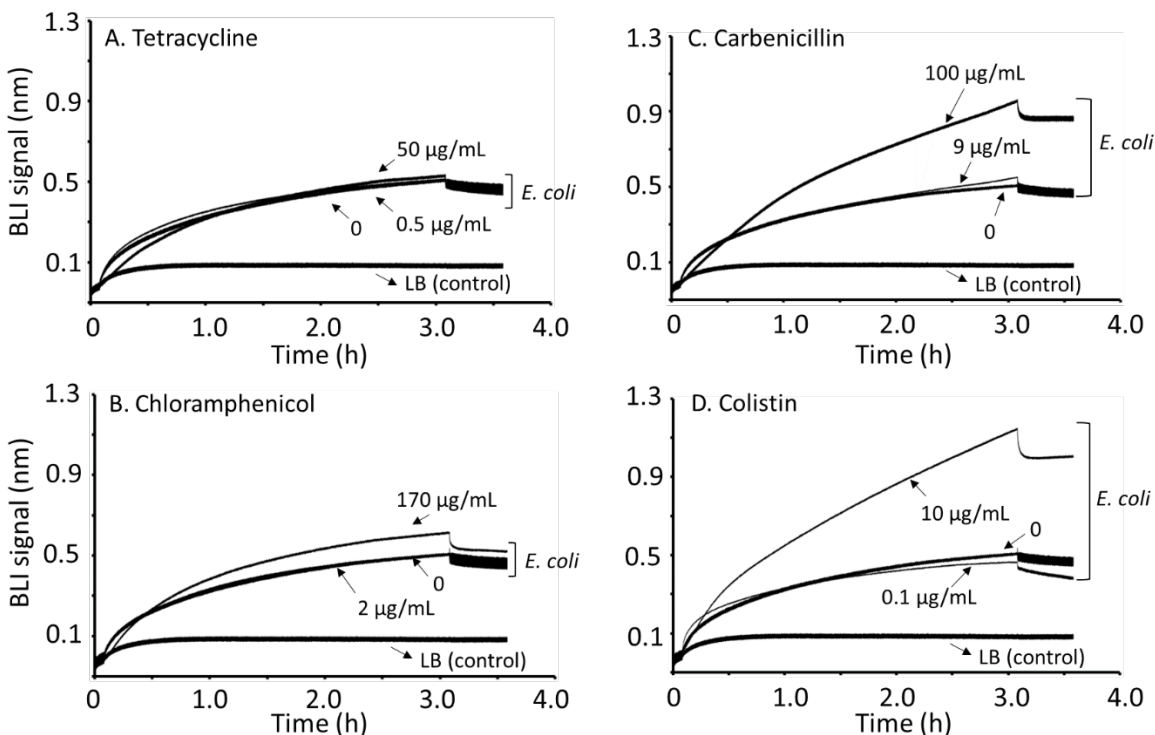 A. Tetracycline
BLI signal (nm)
1.3
0.9
0.5
0.1
50 µg/mL
0
0.5 µg/mL
E. coli
LB (control)
0 1.0 2.0 3.0 4.0
Time (h)
C. Carbenicillin
1.3
0.9
0.5
0.1
100 µg/mL
9 µg/mL
0
E. coli
LB (control)
0 1.0 2.0 3.0 4.0
Time (h)
B. Chloramphenicol
BLI signal (nm)
1.3
0.9
0.5
0.1
170 µg/mL
0
2 µg/mL
E. coli
LB (control)
0 1.0 2.0 3.0 4.0
Time (h)
D. Colistin
1.3
0.9
0.5
0.1
10 µg/mL
0
0.1 µg/mL
E. coli
LB (control)
0 1.0 2.0 3.0 4.0
Time (h)